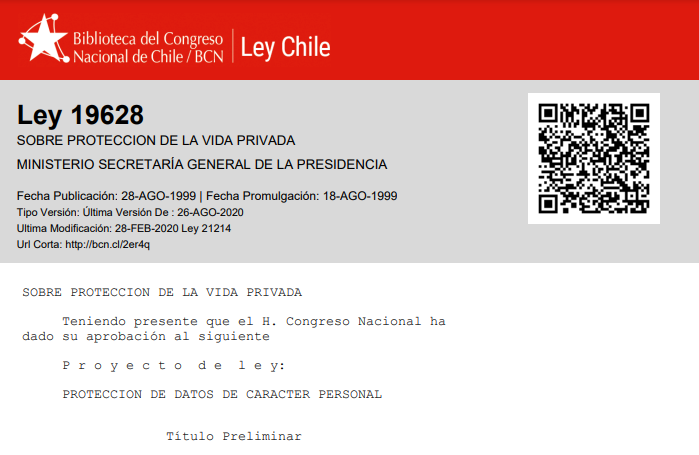 Biblioteca del Congreso
Nacional de Chile / BCN
Ley Chile
Ley 19628
SOBRE PROTECCION DE LA VIDA PRIVADA
MINISTERIO SECRETARÍA GENERAL DE LA PRESIDENCIA
Fecha Publicación: 28-AGO-1999 | Fecha Promulgación: 18-AGO-1999
Tipo Versión: Última Versión De : 26-AGO-2020
Ultima Modificación: 28-FEB-2020 Ley 21214
Url Corta: http://bcn.cl/2er4q
SOBRE PROTECCION DE LA VIDA PRIVADA
Teniendo presente que el H. Congreso Nacional ha
dado su aprobación al siguiente
P r o y e c t o  d e  l e y:
PROTECCION DE DATOS DE CARACTER PERSONAL
Título Preliminar